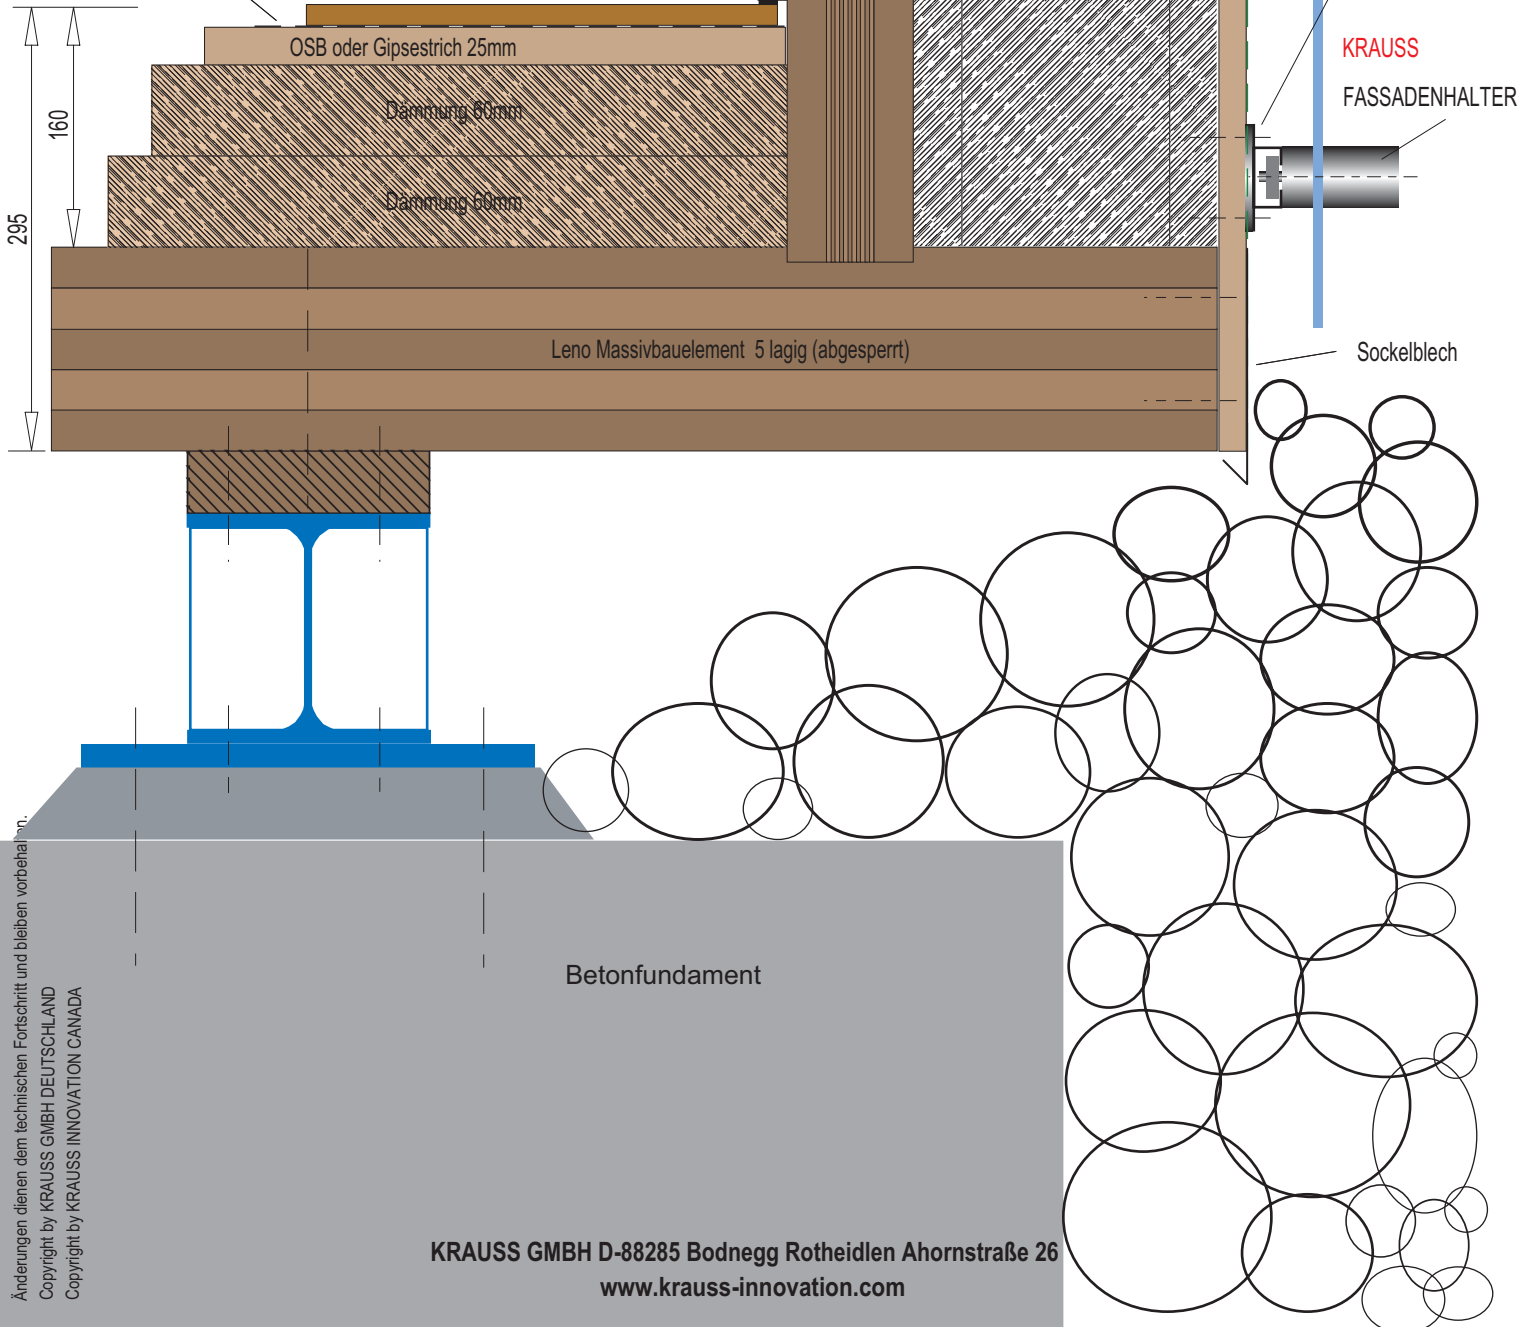 OSB oder Gipsestrich 25mm
KRAUSS
FASSADENHALTER
Dämmung 60mm
160
Dämmung 60mm
295
Leno Massivbauelement 5 lagig (abgesperrt)
Sockelblech
Betonfundament
Änderungen dienen dem technischen Fortschritt und bleiben
Copyright by KRAUSS GMBH DEUTSCHLAND
Copyright by KRAUSS INNOVATION CANADA
KRAUSS GMBH D-88285 Bodnegg Rotheidlen Ahornstraße 26
www.krauss-innovation.com